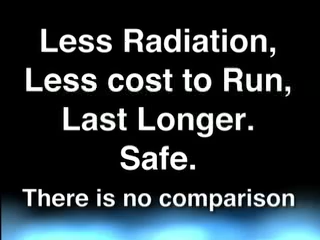 Less Radiation,
Less cost to Run,
Last Longer.
Safe.
There is no comparison